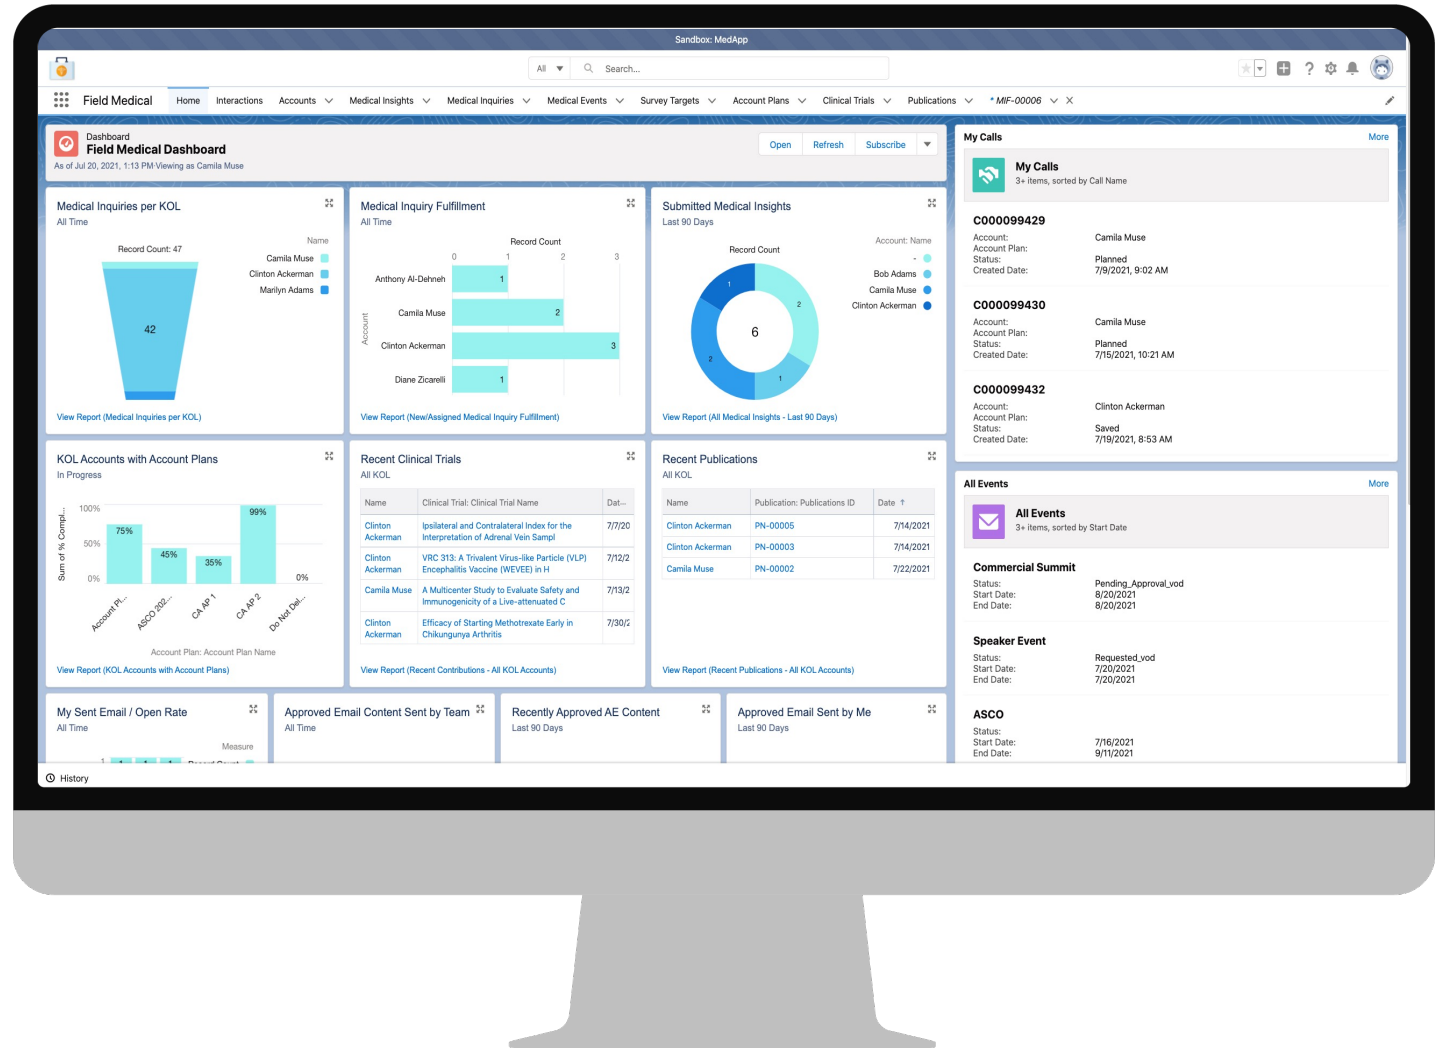 Sandbox: MedApp
All
Search...
Field Medical
Home
Interactions
Accounts
Medical Insights
Medical Inquiries
Medical Events
Survey Targets
Account Plans
Clinical Trials
Publications
* MIF-00006
Dashboard
Field Medical Dashboard
As of Jul 20, 2021, 1:13 PM·Viewing as Camila Muse
Open
Refresh
Subscribe
Medical Inquiries per KOL
All Time
Record Count: 47
Name
Camila Muse
Clinton Ackerman
Marilyn Adams
42
View Report (Medical Inquiries per KOL)
Medical Inquiry Fulfillment
All Time
Record Count
0 1 2 3
Account
Anthony Al-Dehneh 1
Camila Muse 2
Clinton Ackerman 3
Diane Zicarelli 1
View Report (New/Assigned Medical Inquiry Fulfillment)
Submitted Medical Insights
Last 90 Days
Record Count
Account: Name
-
Bob Adams
Camila Muse
Clinton Ackerman
1
2
6
2
1
View Report (All Medical Insights - Last 90 Days)
KOL Accounts with Account Plans
In Progress
Sum of % Compl...
100%
50%
0%
75%
45%
35%
99%
0%
Account Pl...
ASCO 202...
CA AP 1
CA AP 2
Do Not Del...
Account Plan: Account Plan Name
View Report (KOL Accounts with Account Plans)
Recent Clinical Trials
All KOL
Name Clinical Trial: Clinical Trial Name Dat...
Clinton Ackerman Ipsilateral and Contralateral Index for the Interpretation of Adrenal Vein Sampl 7/7/20
Clinton Ackerman VRC 313: A Trivalent Virus-like Particle (VLP) Encephalitis Vaccine (WEVEE) in H 7/12/2
Camila Muse A Multicenter Study to Evaluate Safety and Immunogenicity of a Live-attenuated C 7/13/2
Clinton Ackerman Efficacy of Starting Methotrexate Early in Chikungunya Arthritis 7/30/2
View Report (Recent Contributions - All KOL Accounts)
Recent Publications
All KOL
Name Publication: Publications ID Date ↑
Clinton Ackerman PN-00005 7/14/2021
Clinton Ackerman PN-00003 7/14/2021
Camila Muse PN-00002 7/22/2021
View Report (Recent Publications - All KOL Accounts)
My Sent Email / Open Rate
All Time
Measure
1
Approved Email Content Sent by Team
All Time
Recently Approved AE Content
Last 90 Days
Approved Email Sent by Me
Last 90 Days
My Calls
More
My Calls
3+ items, sorted by Call Name
C000099429
Account: Camila Muse
Account Plan:
Status: Planned
Created Date: 7/9/2021, 9:02 AM
C000099430
Account: Camila Muse
Account Plan:
Status: Planned
Created Date: 7/15/2021, 10:21 AM
C000099432
Account: Clinton Ackerman
Account Plan:
Status: Saved
Created Date: 7/19/2021, 8:53 AM
All Events
More
All Events
3+ items, sorted by Start Date
Commercial Summit
Status: Pending_Approval_vod
Start Date: 8/20/2021
End Date: 8/20/2021
Speaker Event
Status: Requested_vod
Start Date: 7/20/2021
End Date: 7/20/2021
ASCO
Status:
Start Date: 7/16/2021
End Date: 9/11/2021
History